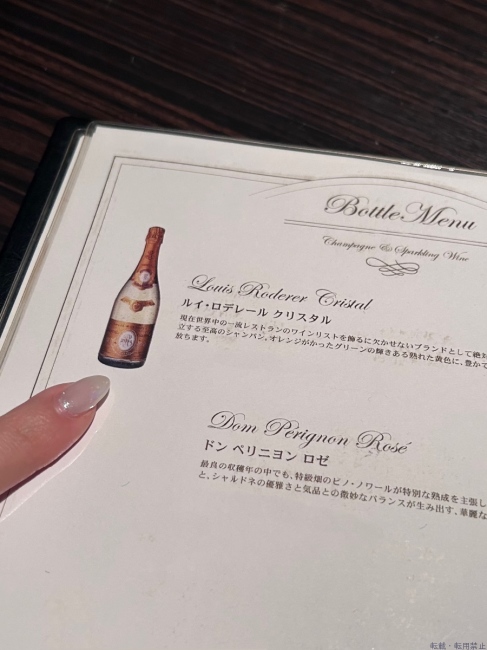 Bottle Menu
Champagne & Sparkling Wine
Louis Roderer Cristal
ルイ・ロデレール クリスタル
現在世界中の一流レストランのワインリストを飾るに欠かせないブランドとして絶対
立する至高のシャンパン。オレンジがかったグリーンの輝きある熟れた黄色に、豊かで
放ちます。
Dom Pérignon Rosé
ドン ペリニヨン ロゼ
最良の収穫年の中でも、特級畑のピノ・ノワールが特別な熟成を主張し
と、シャルドネの優雅さと気品との微妙なバランスが生み出す、華麗な
転載・転用禁止